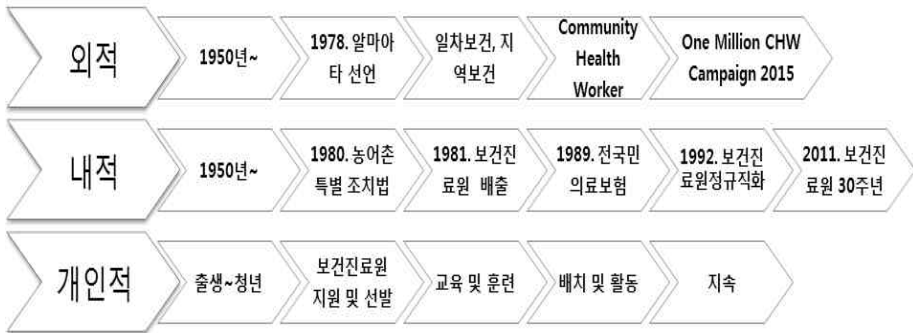 외적
1950년~
1978. 알마아
타 선언
일차보건, 지
역보건
Community
Health
Worker
One Million CHW
Campaign 2015
내적
1950년~
1980. 농어촌
특별 조치법
1981. 보건진
료원 배출
1989. 전국민
의료보험
1992. 보건진
료원정규직화
2011. 보건진
료원 30주년
개인적
출생~청년
보건진료원
지원 및 선발
교육 및 훈련
배치 및 활동
지속